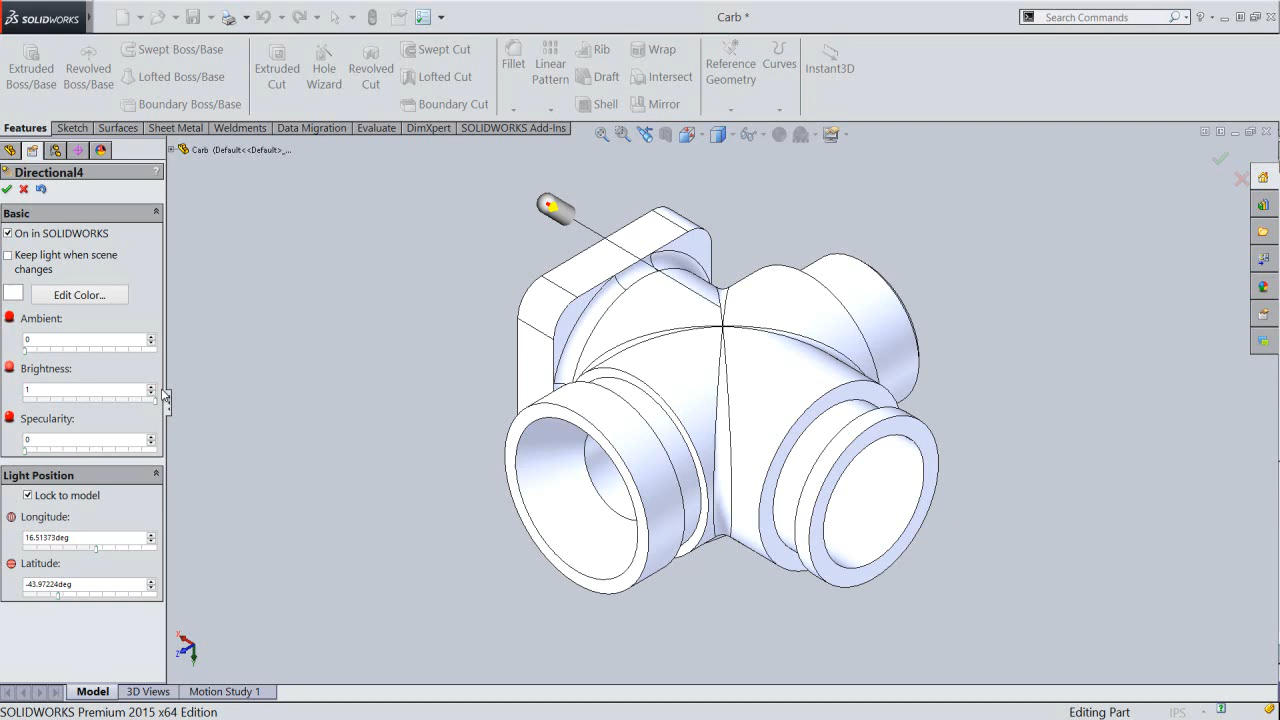 SOLIDWORKS
Carb *
Search Commands
Extruded Boss/Base
Revolved Boss/Base
Swept Boss/Base
Lofted Boss/Base
Boundary Boss/Base
Extruded Cut
Hole Wizard
Revolved Cut
Swept Cut
Lofted Cut
Boundary Cut
Fillet
Linear Pattern
Rib
Draft
Shell
Wrap
Intersect
Mirror
Reference Geometry
Curves
Instant3D
Features Sketch Surfaces Sheet Metal Weldments Data Migration Evaluate DimXpert SOLIDWORKS Add-Ins
Carb (Default<<Default>_...
Directional4
?
Basic
On in SOLIDWORKS
Keep light when scene
changes
Edit Color...
Ambient:
0
Brightness:
1
Specularity:
0
Light Position
Lock to model
Longitude:
16.51373deg
Latitude:
-43.97224deg
X
Z
Y
Model 3D Views Motion Study 1
SOLIDWORKS Premium 2015 x64 Edition
Editing Part
IPS